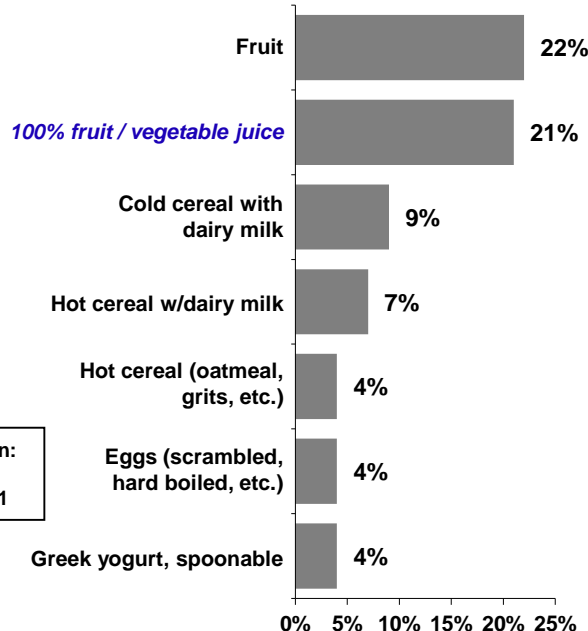 Fruit
22%
100% fruit / vegetable juice
21%
Cold cereal with
dairy milk
9%
Hot cereal w/dairy milk
7%
Hot cereal (oatmeal,
grits, etc.)
4%
n:
1
Eggs (scrambled,
hard boiled, etc.)
4%
Greek yogurt, spoonable
4%
0% 5% 10% 15% 20% 25%